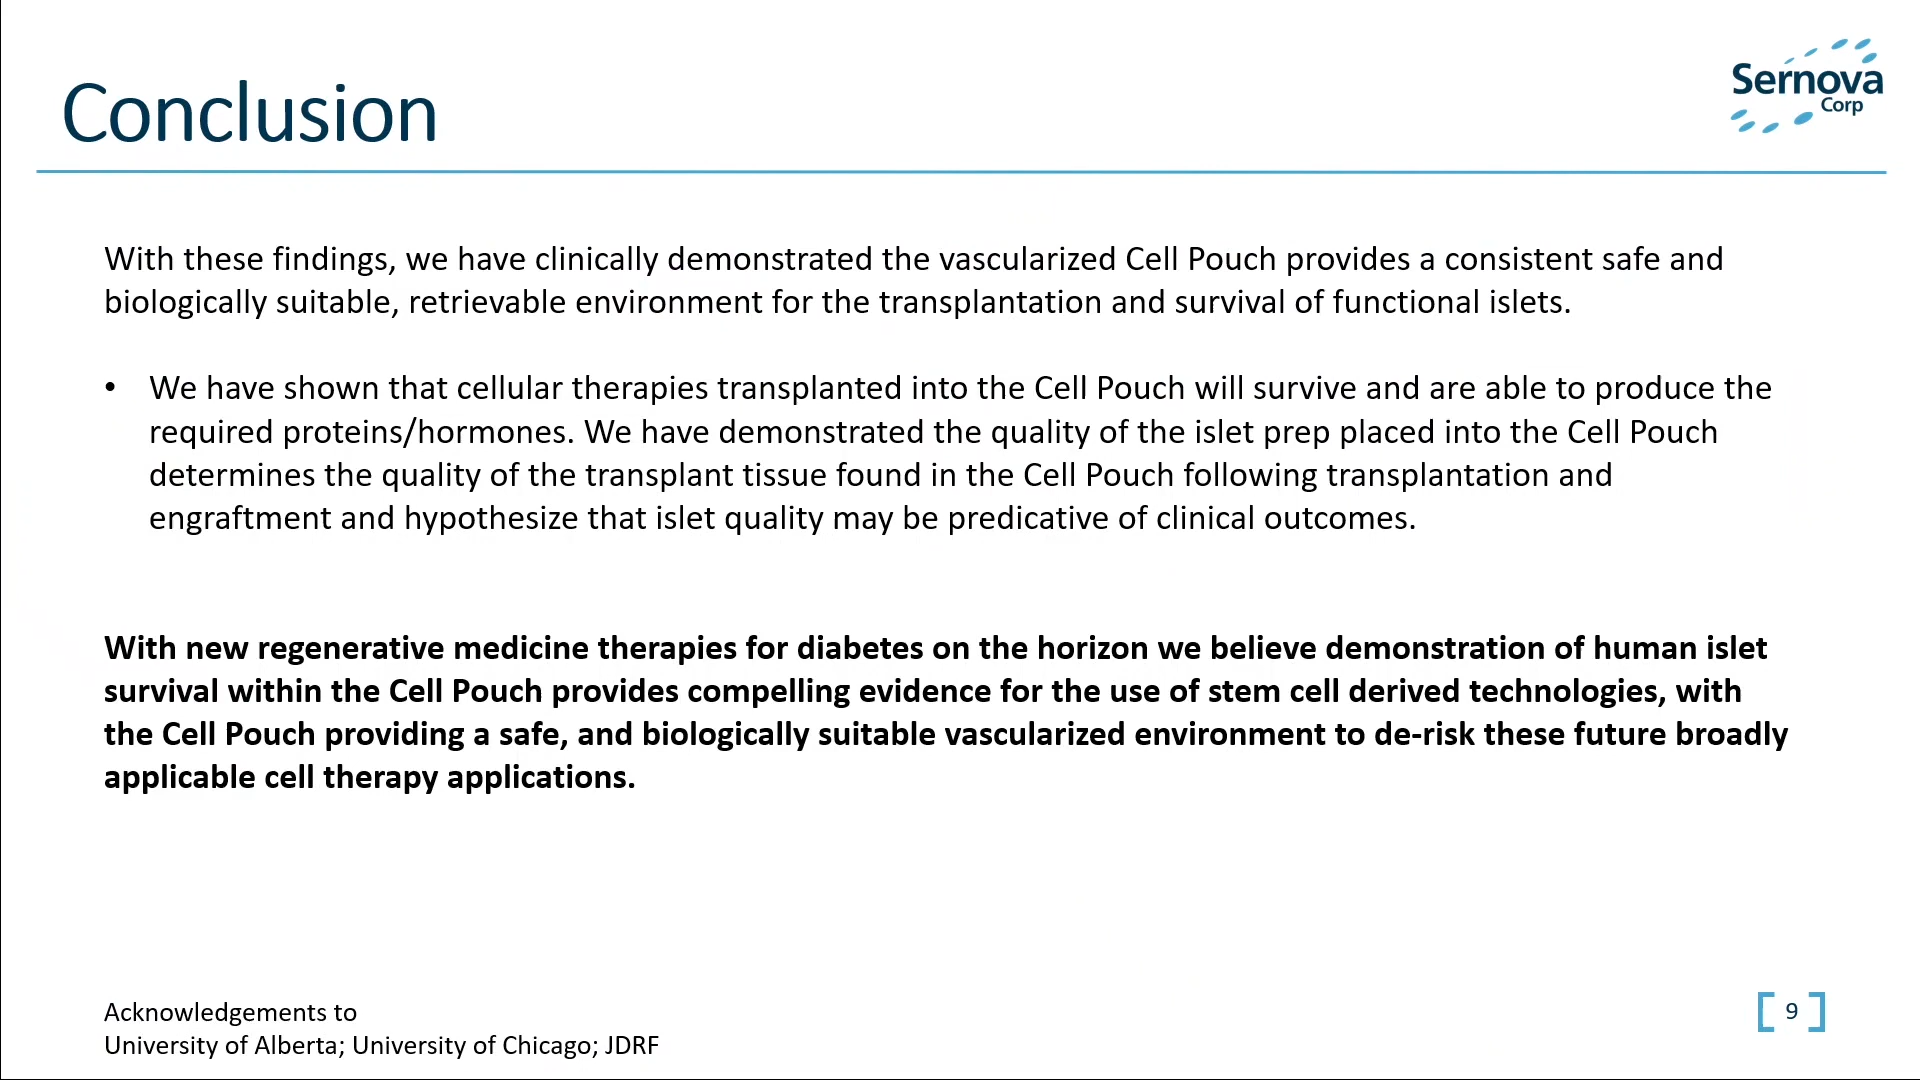 Conclusion
Sernova
Corp
With these findings, we have clinically demonstrated the vascularized Cell Pouch provides a consistent safe and
biologically suitable, retrievable environment for the transplantation and survival of functional islets.
• We have shown that cellular therapies transplanted into the Cell Pouch will survive and are able to produce the
required proteins/hormones. We have demonstrated the quality of the islet prep placed into the Cell Pouch
determines the quality of the transplant tissue found in the Cell Pouch following transplantation and
engraftment and hypothesize that islet quality may be predicative of clinical outcomes.
With new regenerative medicine therapies for diabetes on the horizon we believe demonstration of human islet
survival within the Cell Pouch provides compelling evidence for the use of stem cell derived technologies, with
the Cell Pouch providing a safe, and biologically suitable vascularized environment to de-risk these future broadly
applicable cell therapy applications.
Acknowledgements to
University of Alberta; University of Chicago; JDRF
[ 9 ]